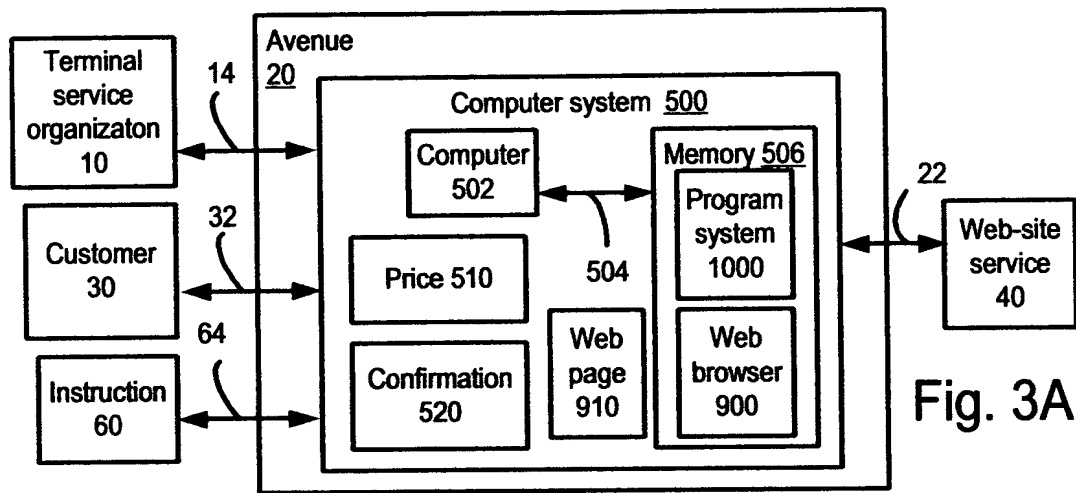 Terminal
service
organizaton
10
14
Customer
30
32
Instruction
60
64
Avenue
20
Computer system 500
Computer
502
504
Price 510
Confirmation
520
Web
page
910
Memory 506
Program
system
1000
Web
browser
900
22
Web-site
service
40
Fig. 3A